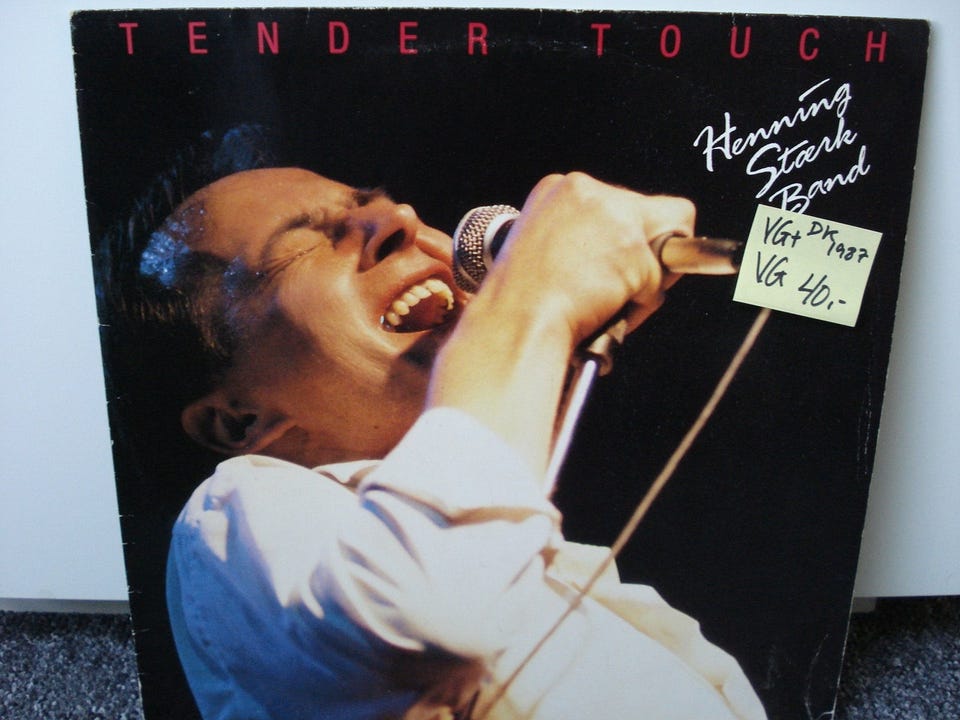 TENDER TOUCH
Henning
Stærk
Band
VG+ DK 1987
VG 40,-